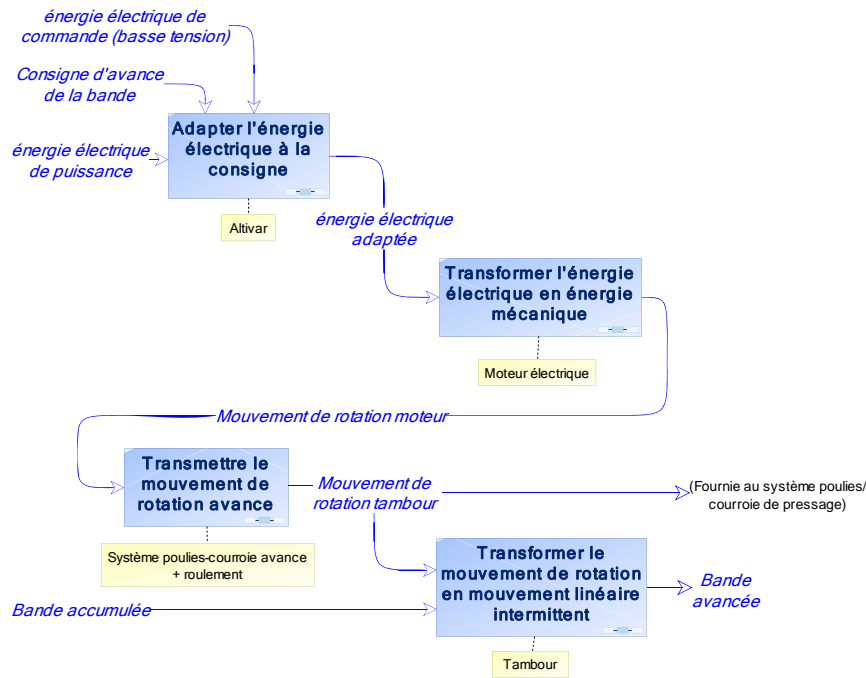 énergie électrique de
commande (basse tension)
Consigne d'avance
de la bande
énergie électrique
de puissance
Adapter l'énergie
électrique à la
consigne
Altivar
énergie électrique
adaptée
Transformer l'énergie
électrique en énergie
mécanique
Moteur électrique
Mouvement de rotation moteur
Transmettre le
mouvement de
rotation avance
Système poulies-courroie avance
+ roulement
Mouvement de
rotation tambour
(Fournie au système poulies/
courroie de pressage)
Bande accumulée
Transformer le
mouvement de rotation
en mouvement linéaire
intermittent
Tambour
Bande
avancée